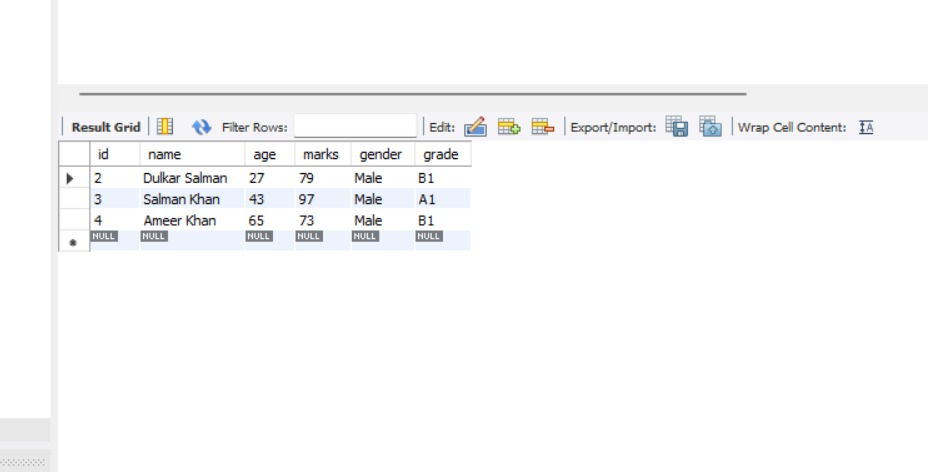 Result Grid Filter Rows: Edit: Export/Import: Wrap Cell Content: IA
id name age marks gender grade
2 Dulkar Salman 27 79 Male B1
3 Salman Khan 43 97 Male A1
4 Ameer Khan 65 73 Male B1
NULL NULL NULL NULL NULL NULL